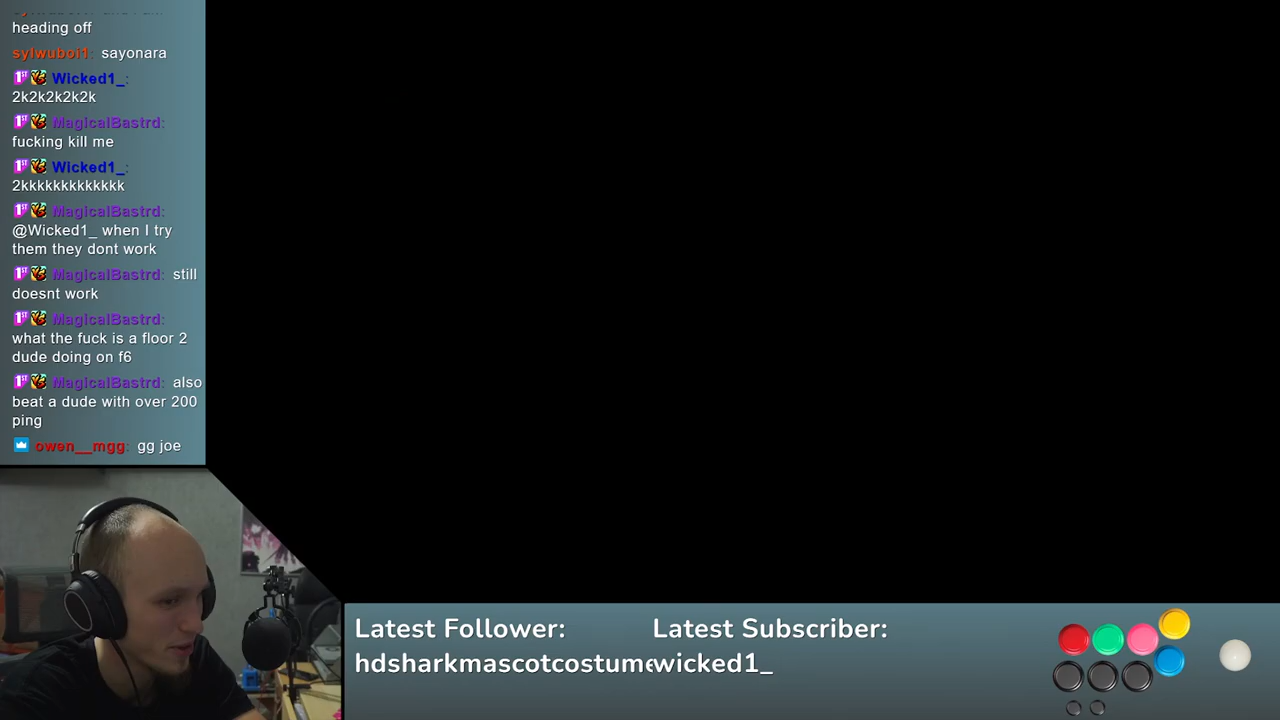 heading off
sylwuboi1: sayonara
Wicked1_:
2k2k2k2k2k
MagicalBastrd:
fucking kill me
Wicked1_:
2kkkkkkkkkkkkk
MagicalBastrd:
@Wicked1_ when I try
them they dont work
MagicalBastrd: still
doesnt work
MagicalBastrd:
what the fuck is a floor 2
dude doing on f6
MagicalBastrd: also
beat a dude with over 200
ping
owen__mgg: gg joe
Latest Follower:
hdsharkmascotcostume
Latest Subscriber:
wicked1_